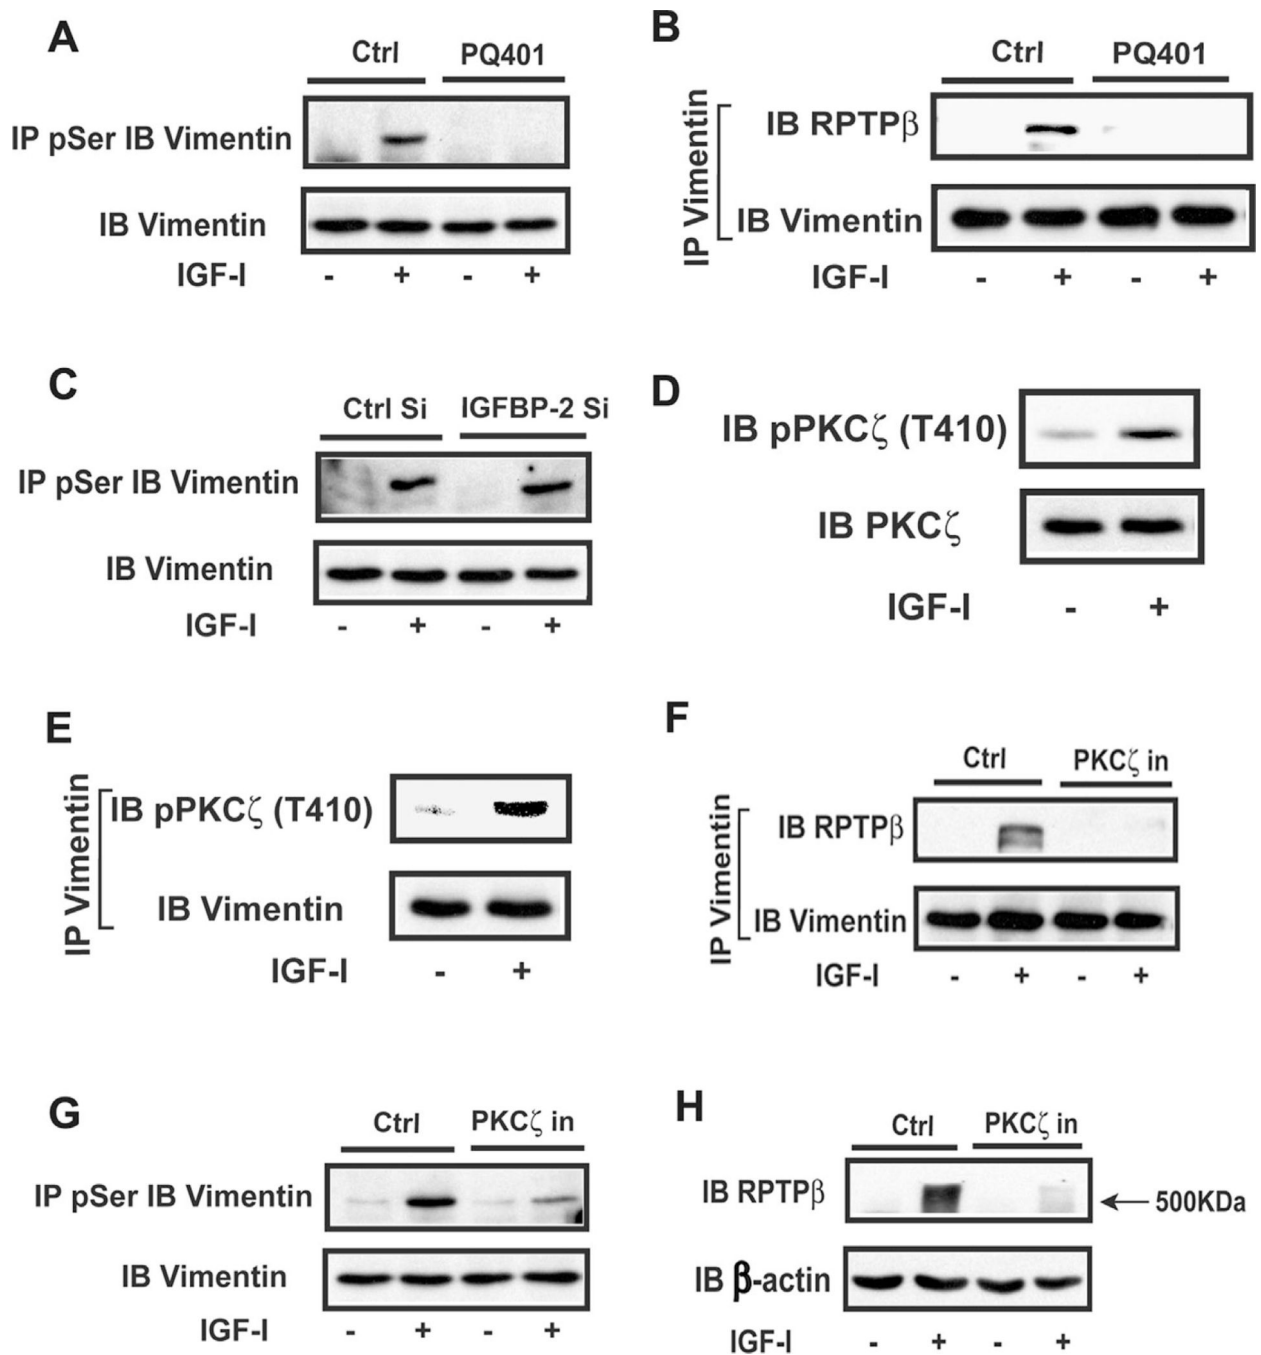 A
Ctrl PQ401
IP pSer IB Vimentin
IB Vimentin
IGF-I - + - +
B
Ctrl PQ401
IP Vimentin
IB RPTPβ
IB Vimentin
IGF-I - + - +
C
Ctrl Si IGFBP-2 Si
IP pSer IB Vimentin
IB Vimentin
IGF-I - + - +
D
IB pPKCζ (T410)
IB PKCζ
IGF-I - +
E
IP Vimentin
IB pPKCζ (T410)
IB Vimentin
IGF-I - +
F
Ctrl PKCζ in
IP Vimentin
IB RPTPβ
IB Vimentin
IGF-I - + - +
G
Ctrl PKCζ in
IP pSer IB Vimentin
IB Vimentin
IGF-I - + - +
H
Ctrl PKCζ in
IB RPTPβ
500KDa
IB β-actin
IGF-I - + - +